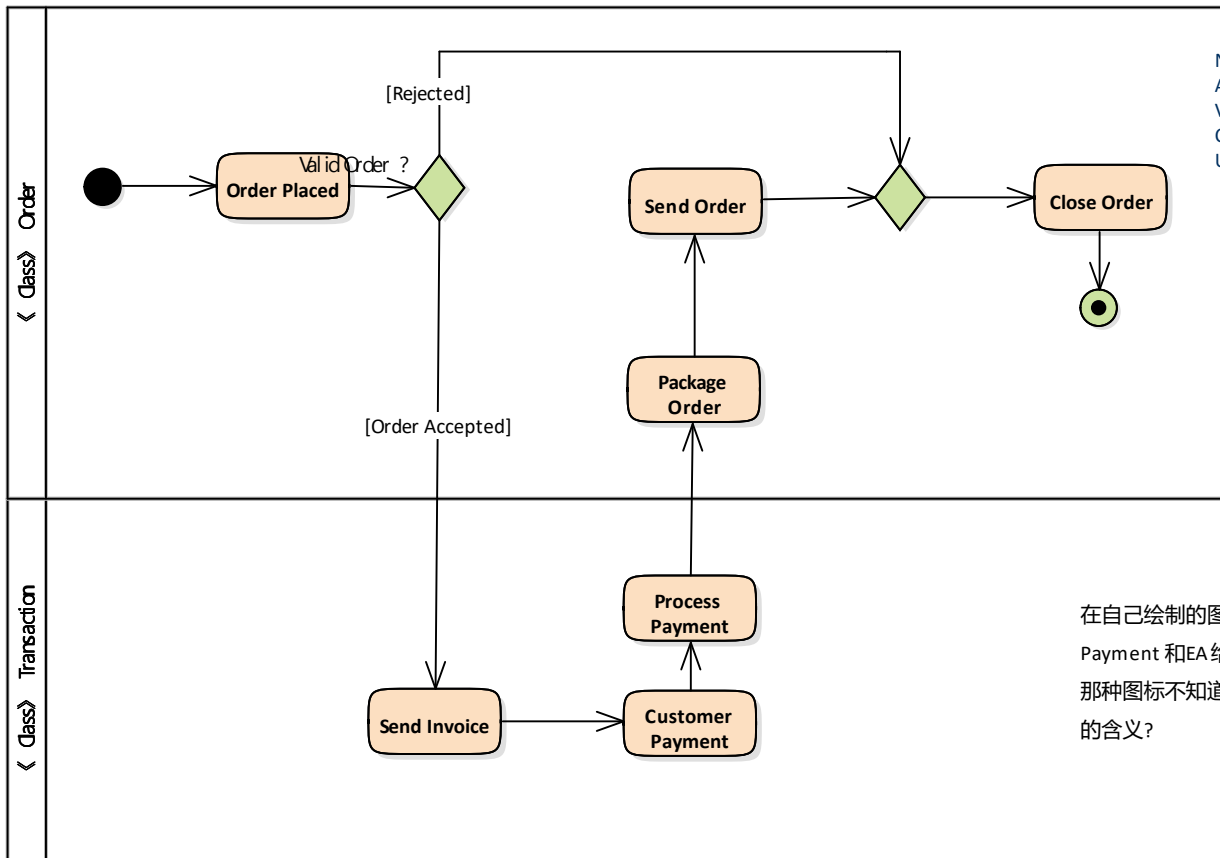 [Rejected]
Valid Order ?
Order Placed
Send Order
Close Order
《 Class》 Order
Package
Order
[Order Accepted]
Process
Payment
Send Invoice
Customer
Payment
《 Class》 Transaction
在自己绘制的图
Payment 和EA给
那种图标不知道
的含义?